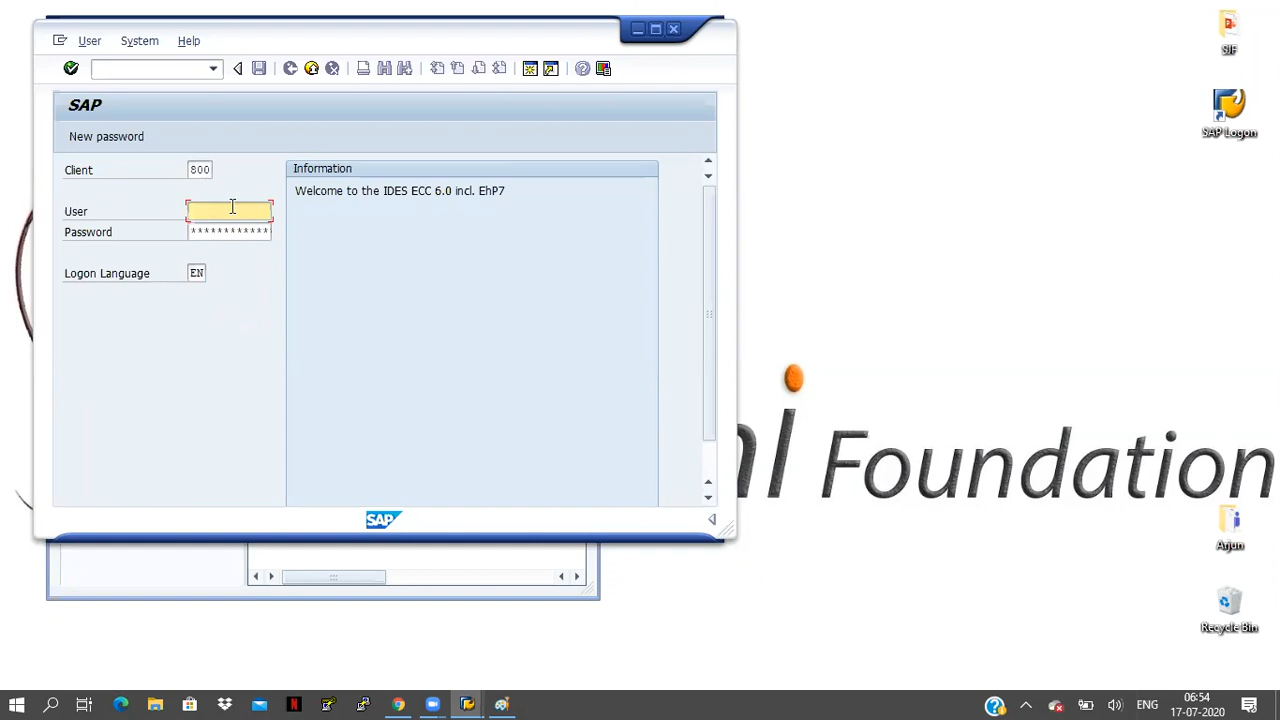 User System Help
SAP
New password
Client 800
User
Password ************
Logon Language EN
Information
Welcome to the IDES ECC 6.0 incl. EhP7
SAP
SJF
SAP Logon
i Foundation
Arjun
Recycle Bin
ENG
06:54
17-07-2020